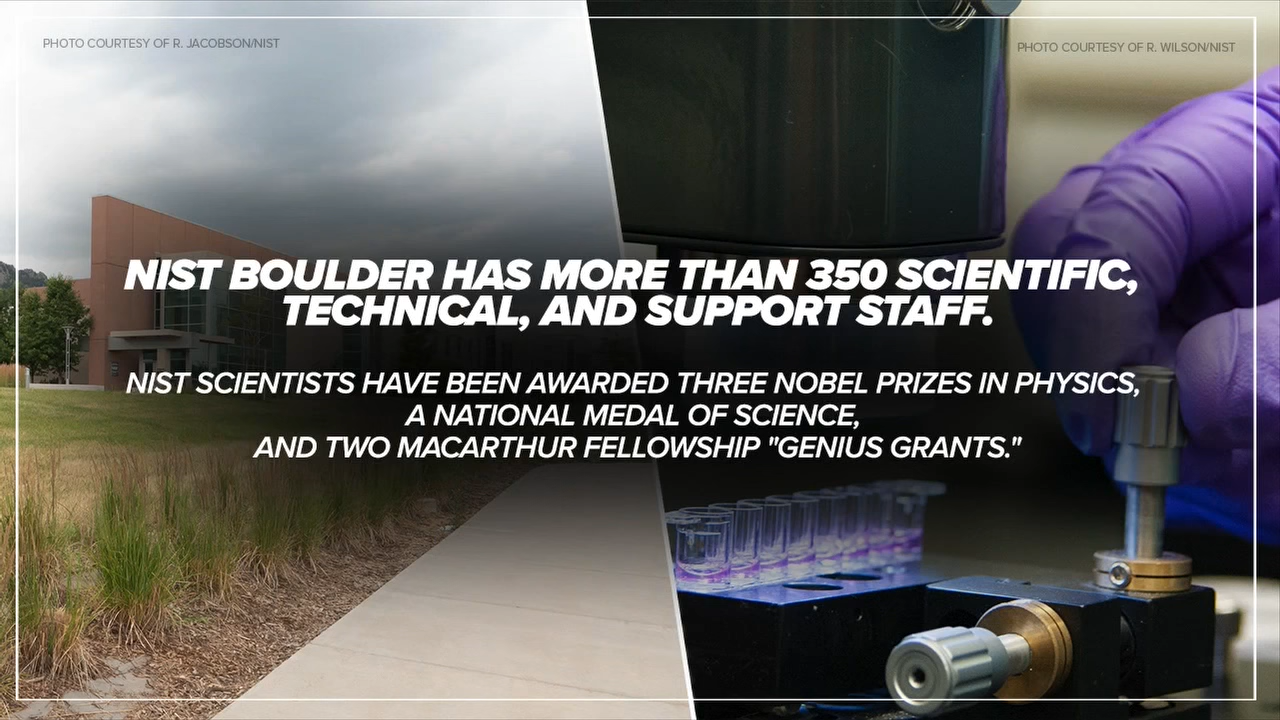 PHOTO COURTESY OF R. JACOBSON/NIST
PHOTO COURTESY OF R. WILSON/NIST
NIST BOULDER HAS MORE THAN 350 SCIENTIFIC,
TECHNICAL, AND SUPPORT STAFF.
NIST SCIENTISTS HAVE BEEN AWARDED THREE NOBEL PRIZES IN PHYSICS,
A NATIONAL MEDAL OF SCIENCE,
AND TWO MACARTHUR FELLOWSHIP "GENIUS GRANTS."